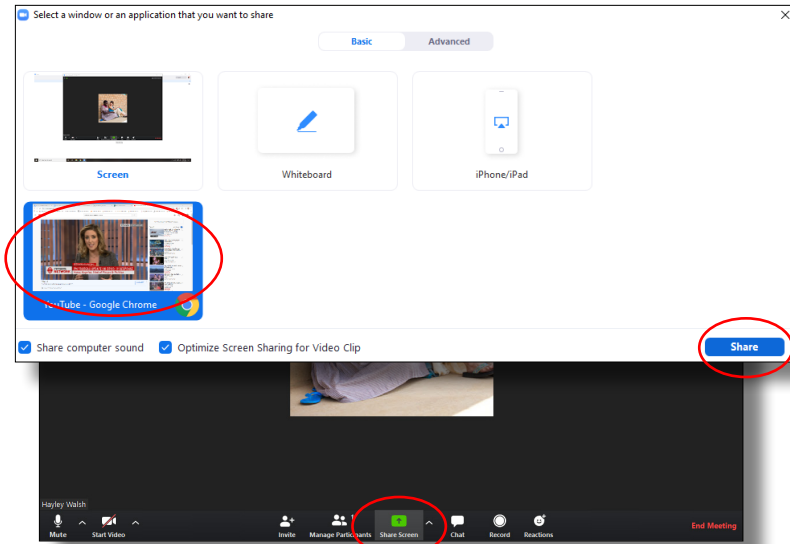 Select a window or an application that you want to share
Basic Advanced
Screen Whiteboard iPhone/iPad
YouTube - Google Chrome
Share computer sound Optimize Screen Sharing for Video Clip Share
Hayley Walsh
Mute Start Video Invite Manage Participants Share Screen Chat Record Reactions End Meeting